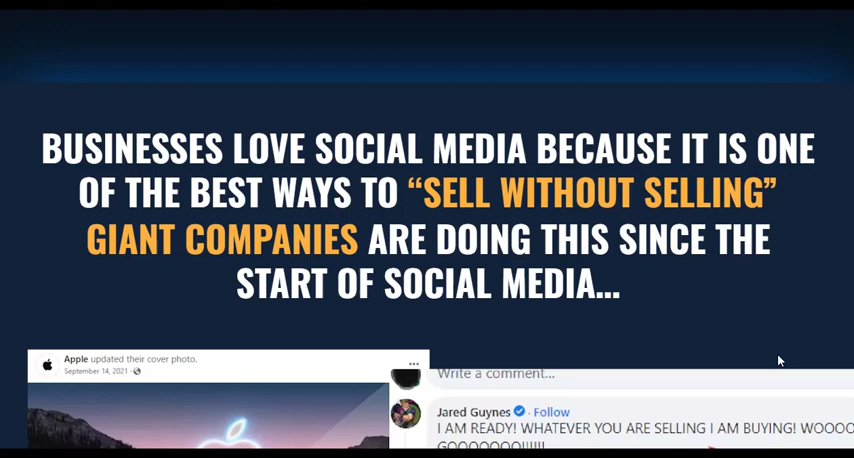 BUSINESSES LOVE SOCIAL MEDIA BECAUSE IT IS ONE
OF THE BEST WAYS TO “SELL WITHOUT SELLING”
GIANT COMPANIES ARE DOING THIS SINCE THE
START OF SOCIAL MEDIA...
Apple updated their cover photo.
September 14, 2021 ·
Write a comment...
Jared Guynes · Follow
I AM READY! WHATEVER YOU ARE SELLING I AM BUYING! WOOOO
GOOOOOOO!!!!!!